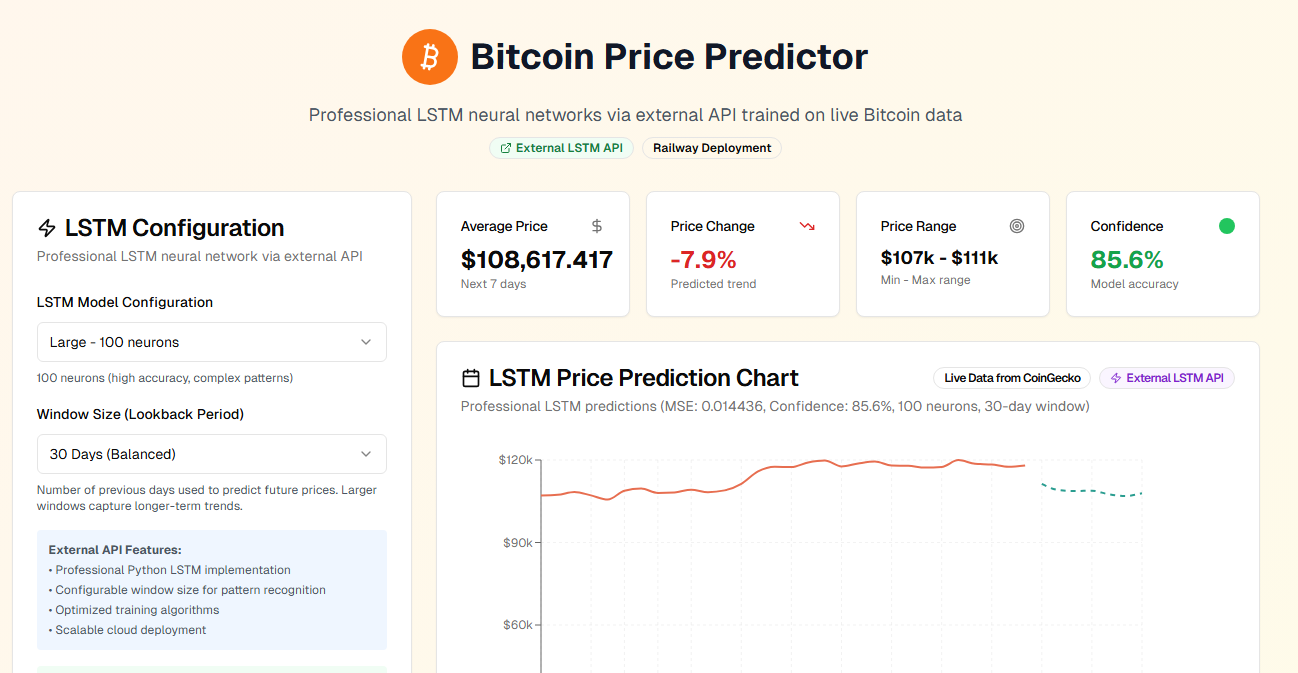 Bitcoin Price Predictor
Professional LSTM neural networks via external API trained on live Bitcoin data
External LSTM API
Railway Deployment
LSTM Configuration
Professional LSTM neural network via external API
LSTM Model Configuration
Large - 100 neurons
100 neurons (high accuracy, complex patterns)
Window Size (Lookback Period)
30 Days (Balanced)
Number of previous days used to predict future prices. Larger
windows capture longer-term trends.
External API Features:
• Professional Python LSTM implementation
• Configurable window size for pattern recognition
• Optimized training algorithms
• Scalable cloud deployment
Average Price
$108,617.417
Next 7 days
Price Change
-7.9%
Predicted trend
Price Range
$107k - $111k
Min - Max range
Confidence
85.6%
Model accuracy
LSTM Price Prediction Chart
Live Data from CoinGecko
External LSTM API
Professional LSTM predictions (MSE: 0.014436, Confidence: 85.6%, 100 neurons, 30-day window)
$120k
$90k
$60k